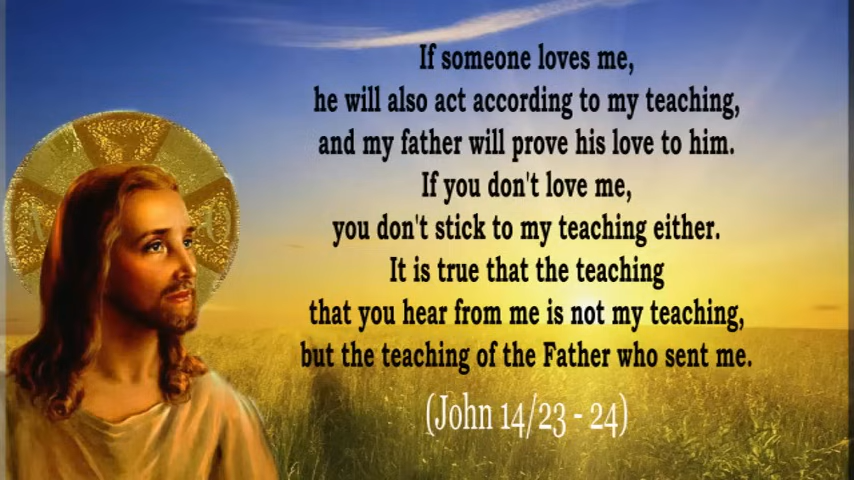 If someone loves me,
he will also act according to my teaching,
and my father will prove his love to him.
If you don't love me,
you don't stick to my teaching either.
It is true that the teaching
that you hear from me is not my teaching,
but the teaching of the Father who sent me.
(John 14/23 - 24)